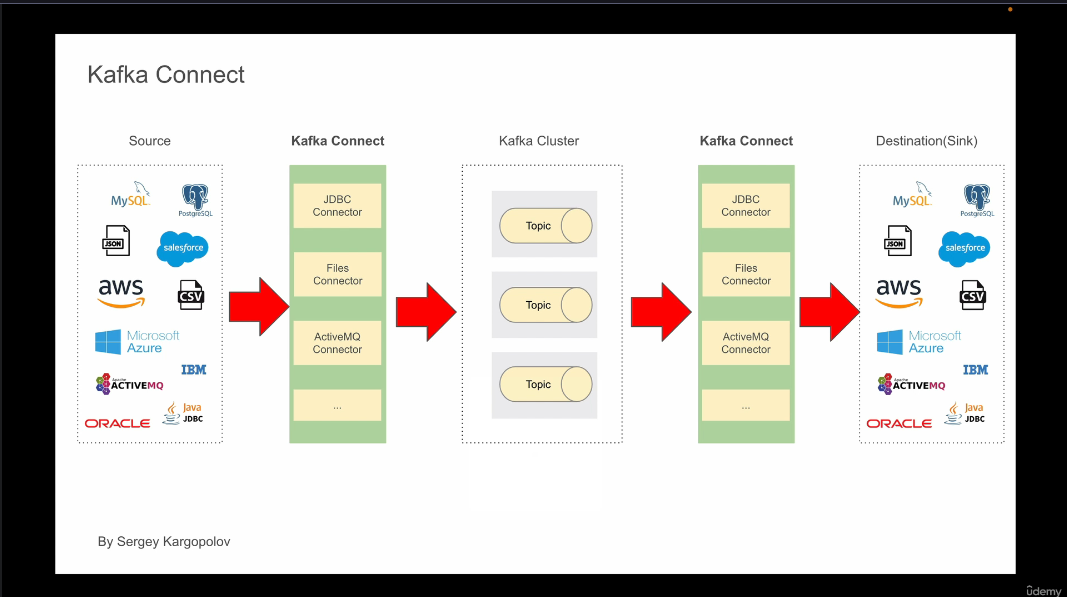 Kafka Connect
Source
Kafka Connect
Kafka Cluster
Kafka Connect
Destination(Sink)
MySQL
PostgreSQL
JSON
salesforce
aws
CSV
Microsoft
Azure
IBM
Apache
ACTIVEMQ
ORACLE
Java
JDBC
JDBC
Connector
Files
Connector
ActiveMQ
Connector
...
Topic
Topic
Topic
JDBC
Connector
Files
Connector
ActiveMQ
Connector
...
MySQL
PostgreSQL
JSON
salesforce
aws
CSV
Microsoft
Azure
IBM
Apache
ACTIVEMQ
ORACLE
Java
JDBC
By Sergey Kargopolov
ûdemy